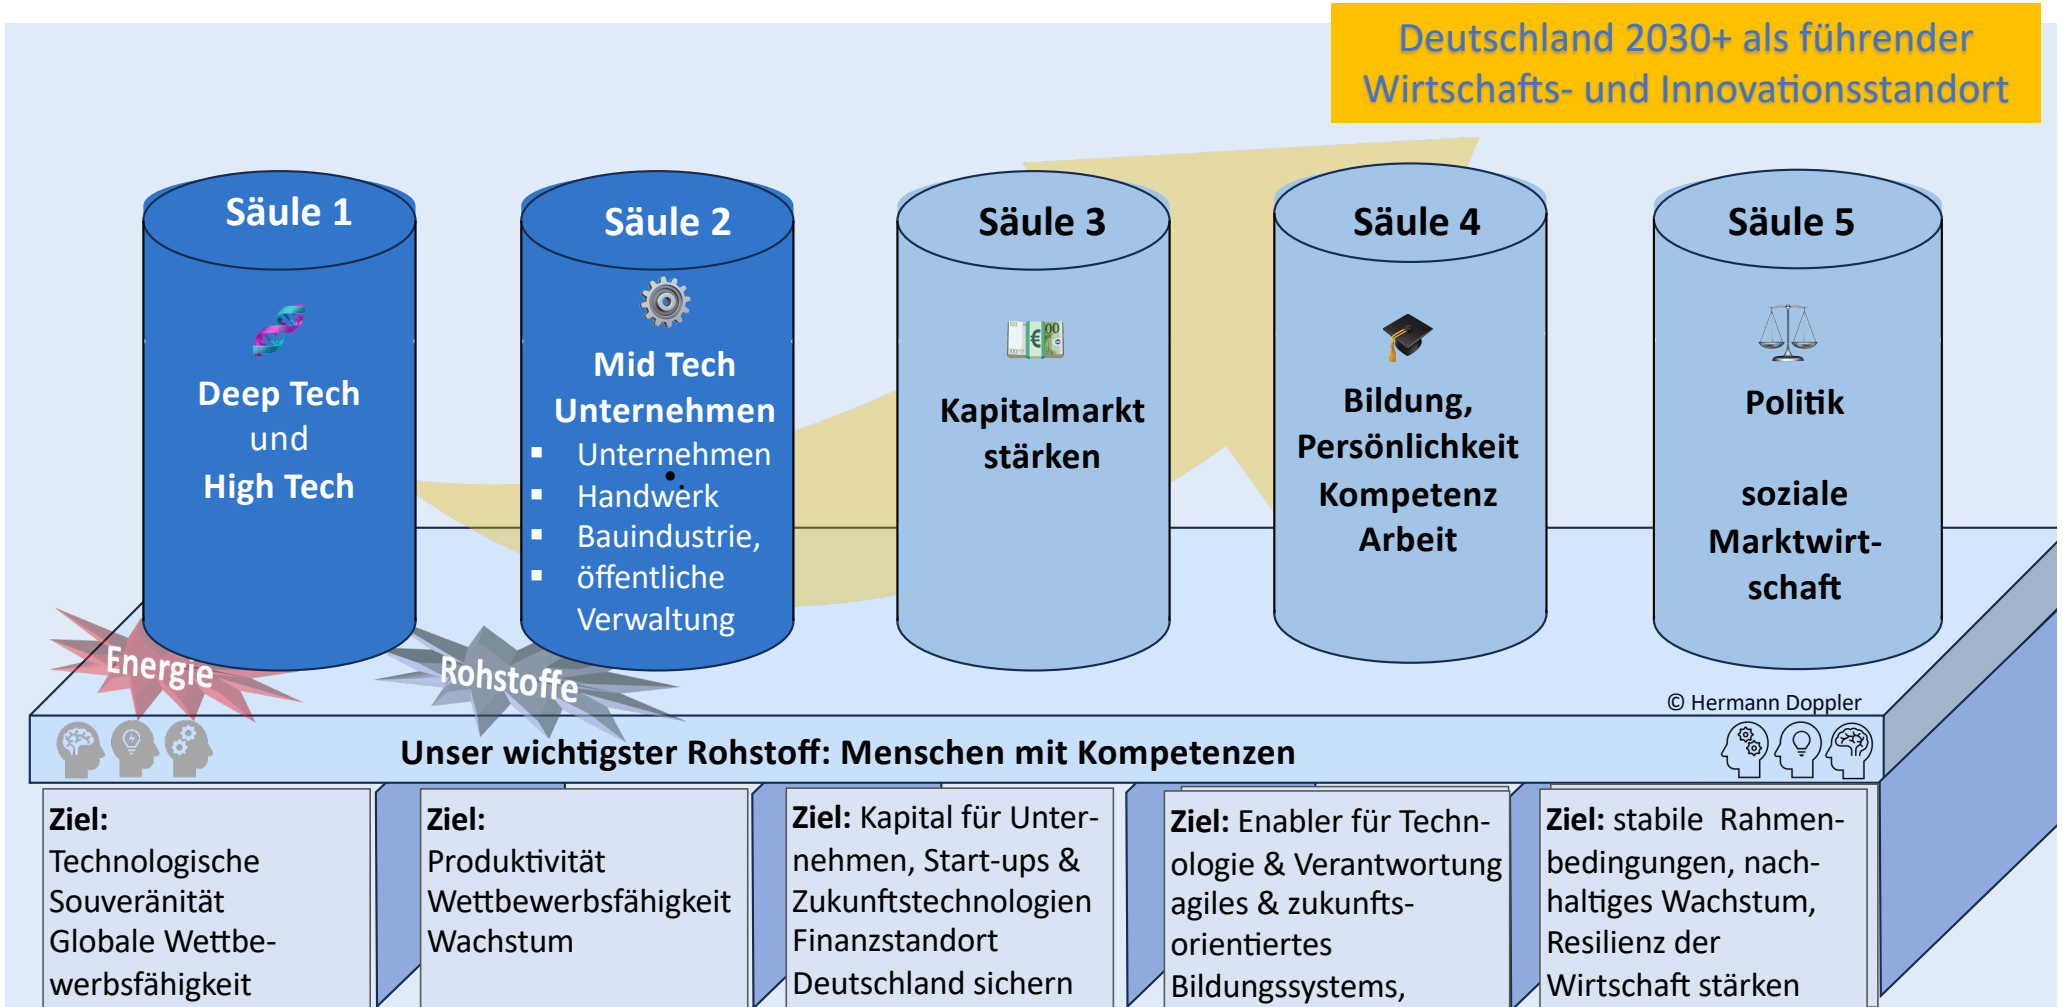 Deutschland 2030+ als führender
Wirtschafts- und Innovationsstandort
Säule 1
Deep Tech
und
High Tech
Säule 2
Mid Tech
Unternehmen
▪ Unternehmen
▪ Handwerk
▪ Bauindustrie,
▪ öffentliche
Verwaltung
Säule 3
Kapitalmarkt
stärken
Säule 4
Bildung,
Persönlichkeit
Kompetenz
Arbeit
Säule 5
Politik
soziale
Marktwirt-
schaft
Energie
Rohstoffe
© Hermann Doppler
Unser wichtigster Rohstoff: Menschen mit Kompetenzen
Ziel:
Technologische
Souveränität
Globale Wettbe-
werbsfähigkeit
Ziel:
Produktivität
Wettbewerbsfähigkeit
Wachstum
Ziel: Kapital für Unter-
nehmen, Start-ups &
Zukunftstechnologien
Finanzstandort
Deutschland sichern
Ziel: Enabler für Techn-
ologie & Verantwortung
agiles & zukunfts-
orientiertes
Bildungssystems,
Ziel: stabile Rahmen-
bedingungen, nach-
haltiges Wachstum,
Resilienz der
Wirtschaft stärken